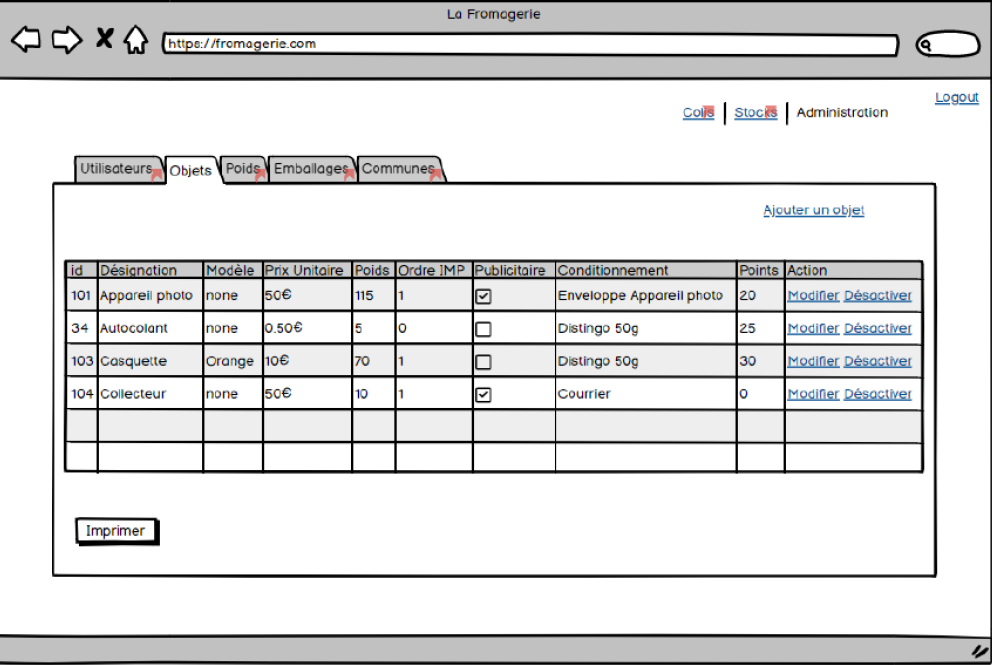 La Fromagerie
https://fromagerie.com
Logout
Colis Stocks Administration
Utilisateurs Objets Poids Emballages Communes
Ajouter un objet
id Désignation Modèle Prix Unitaire Poids Ordre IMP Publicitaire Conditionnement Points Action
101 Appareil photo none 50€ 115 1 Enveloppe Appareil photo 20 Modifier Désactiver
34 Autocolant none 0.50€ 5 0 Distingo 50g 25 Modifier Désactiver
103 Casquette Orange 10€ 70 1 Distingo 50g 30 Modifier Désactiver
104 Collecteur none 50€ 10 1 Courrier 0 Modifier Désactiver
Imprimer